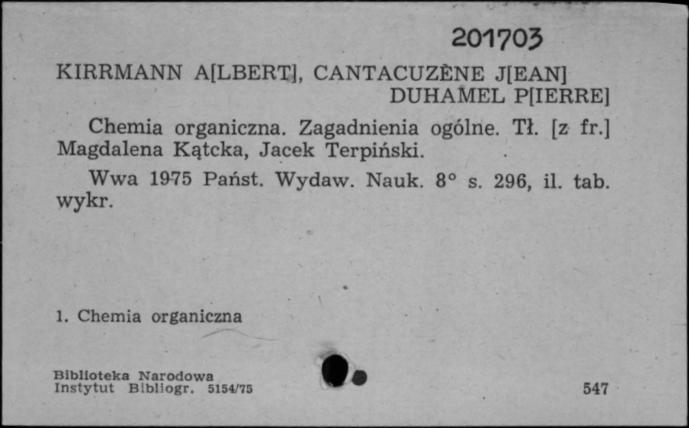 201703
KIRRMANN A[LBERT], CANTACUZÈNE J[EAN]
DUHAMEL P[IERRE]
Chemia organiczna. Zagadnienia ogólne. Tł. [z fr.]
Magdalena Kątcka, Jacek Terpiński.
Wwa 1975 Państ. Wydaw. Nauk. 8° s. 296, il. tab.
wykr.
1. Chemia organiczna
Biblioteka Narodowa
Instytut Bibliogr. 5154/75
547